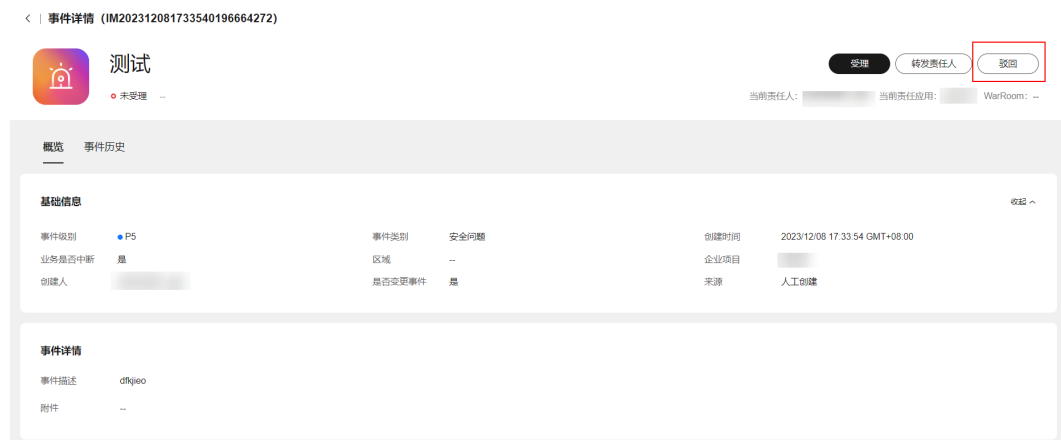 < | 事件详情（IM202312081733540196664272）
测试
未受理 --
受理 转发责任人 驳回
当前责任人： 当前责任应用： WarRoom： --
概览 事件历史
基础信息 收起
事件级别 P5 事件类别 安全问题 创建时间 2023/12/08 17:33:54 GMT+08:00
业务是否中断 是 区域 -- 企业项目
创建人 是否变更事件 是 来源 人工创建
事件详情
事件描述 dfkjieo
附件 --